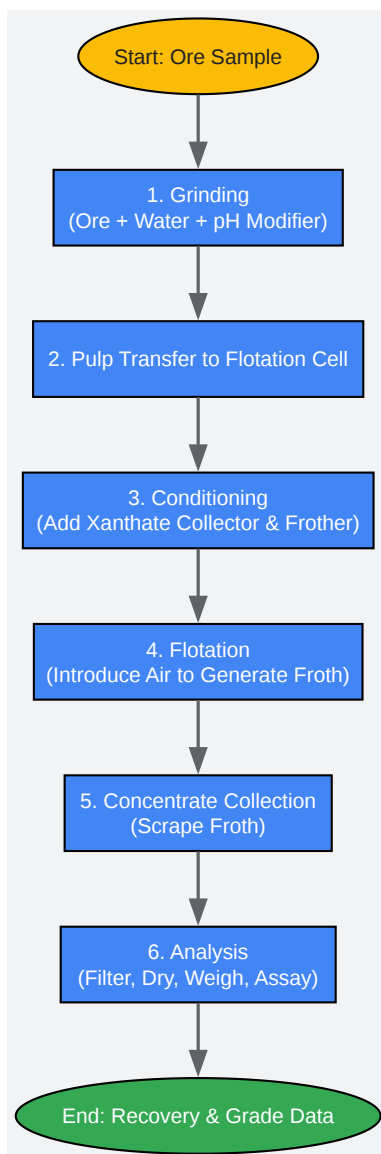 Start: Ore Sample
1. Grinding
(Ore + Water + pH Modifier)
2. Pulp Transfer to Flotation Cell
3. Conditioning
(Add Xanthate Collector & Frother)
4. Flotation
(Introduce Air to Generate Froth)
5. Concentrate Collection
(Scrape Froth)
6. Analysis
(Filter, Dry, Weigh, Assay)
End: Recovery & Grade Data